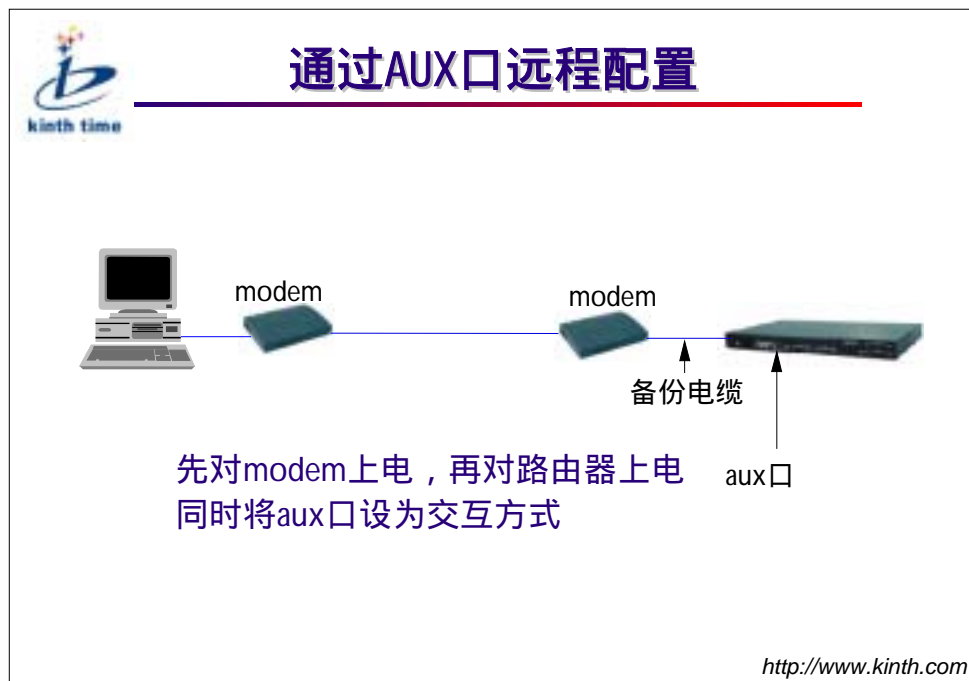 通过AUX口远程配置
kinth time
modem
modem
备份电缆
aux口
先对modem上电，再对路由器上电
同时将aux口设为交互方式
http://www.kinth.com